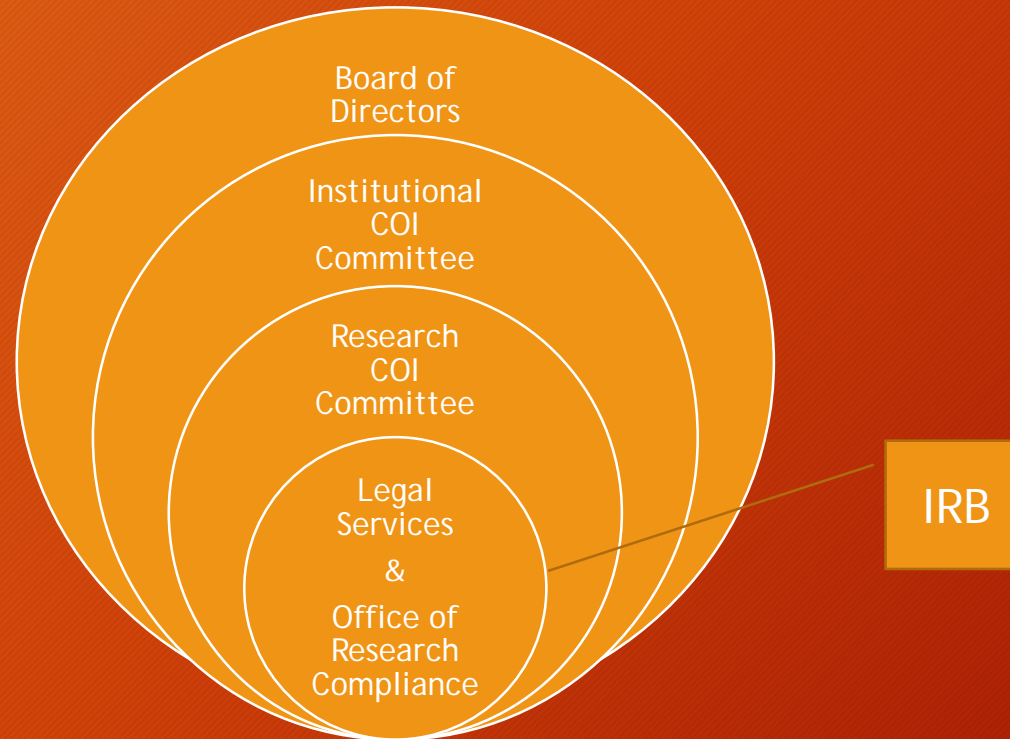 Board of
Directors
Institutional
COI
Committee
Research
COI
Committee
Legal
Services
&
Office of
Research
Compliance
IRB